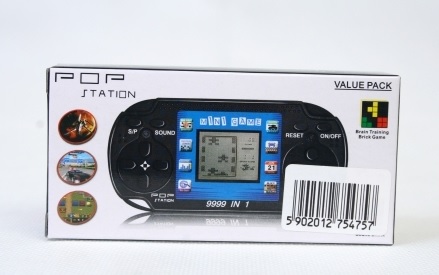 POP
STATION
VALUE PACK
MINI GAME
S/P
SOUND
RESET
ON/OFF
Brain Training
Brick Game
POP
STATION
9999 IN 1
5 902012 754757